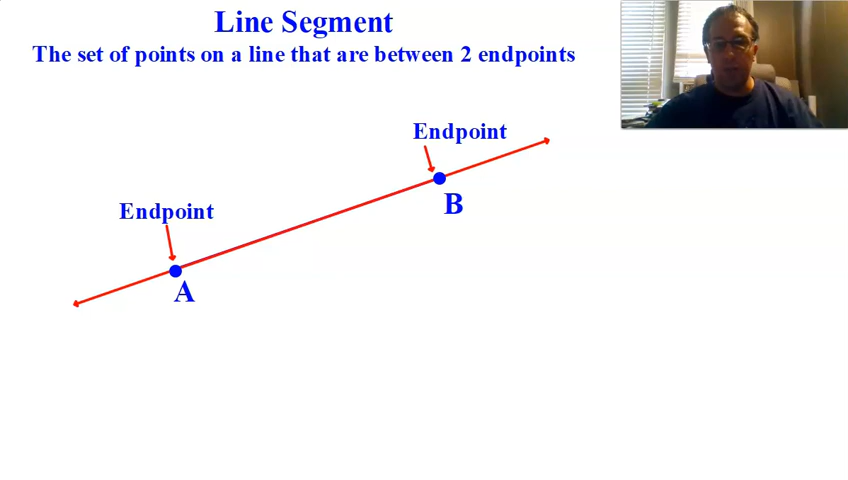 Line Segment
The set of points on a line that are between 2 endpoints
Endpoint
B
Endpoint
A